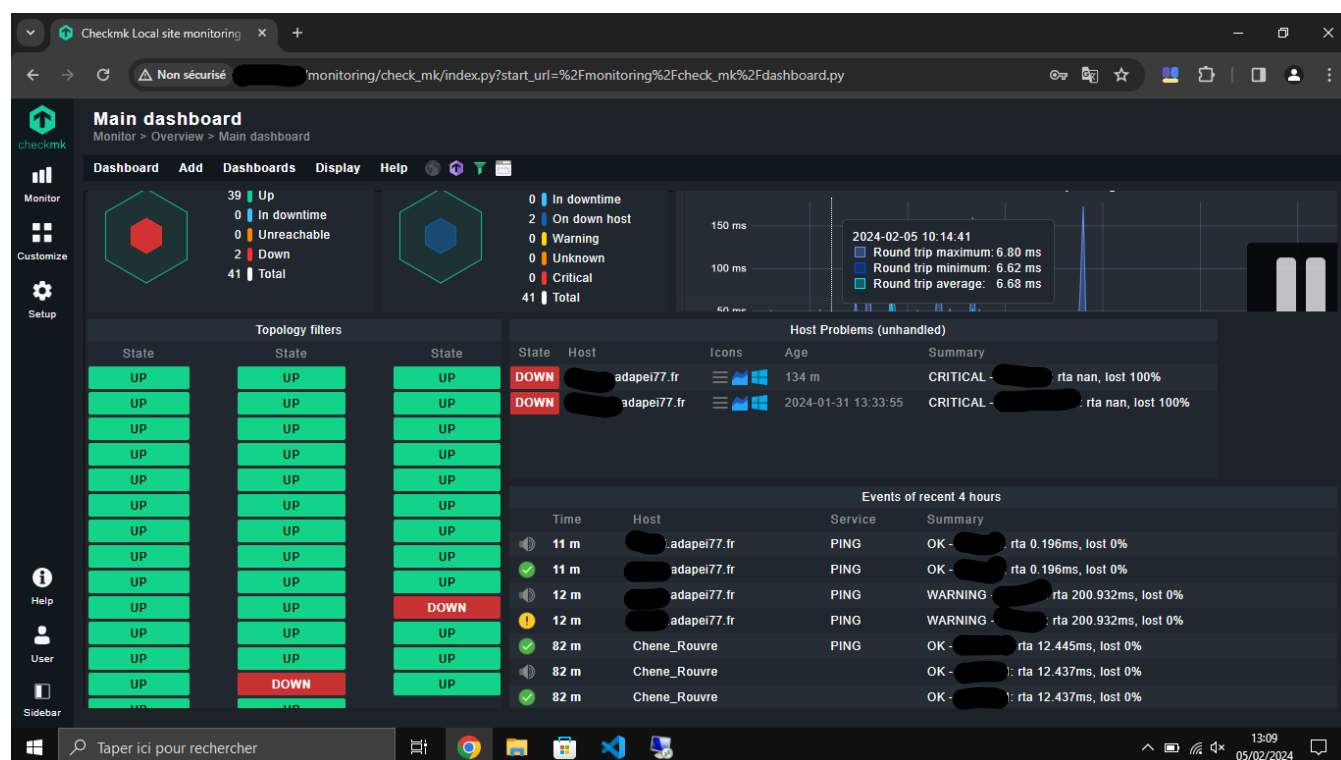 Checkmk Local site monitoring
Non sécurisé /monitoring/check_mk/index.py?start_url=%2Fmonitoring%2Fcheck_mk%2Fdashboard.py
checkmk
Main dashboard
Monitor > Overview > Main dashboard
Dashboard Add Dashboards Display Help
Monitor
Customize
Setup
Help
User
Sidebar
39 Up
0 In downtime
0 Unreachable
2 Down
41 Total
0 In downtime
2 On down host
0 Warning
0 Unknown
0 Critical
41 Total
150 ms
100 ms
50 ms
2024-02-05 10:14:41
Round trip maximum: 6.80 ms
Round trip minimum: 6.62 ms
Round trip average: 6.68 ms
Topology filters
State State State
UP UP UP
UP UP UP
UP UP UP
UP UP UP
UP UP UP
UP UP UP
UP UP UP
UP UP UP
UP UP UP
UP UP DOWN
UP UP UP
UP UP UP
UP DOWN UP
UP UP
Host Problems (unhandled)
State Host Icons Age Summary
DOWN adapei77.fr 134 m CRITICAL - : rta nan, lost 100%
DOWN adapei77.fr 2024-01-31 13:33:55 CRITICAL - : rta nan, lost 100%
Events of recent 4 hours
Time Host Service Summary
11 m .adapei77.fr PING OK - : rta 0.196ms, lost 0%
11 m adapei77.fr PING OK - : rta 0.196ms, lost 0%
12 m adapei77.fr PING WARNING - rta 200.932ms, lost 0%
12 m adapei77.fr PING WARNING - : rta 200.932ms, lost 0%
82 m Chene_Rouvre PING OK - rta 12.445ms, lost 0%
82 m Chene_Rouvre OK - : rta 12.437ms, lost 0%
82 m Chene_Rouvre OK - : rta 12.437ms, lost 0%
Taper ici pour rechercher
13:09
05/02/2024